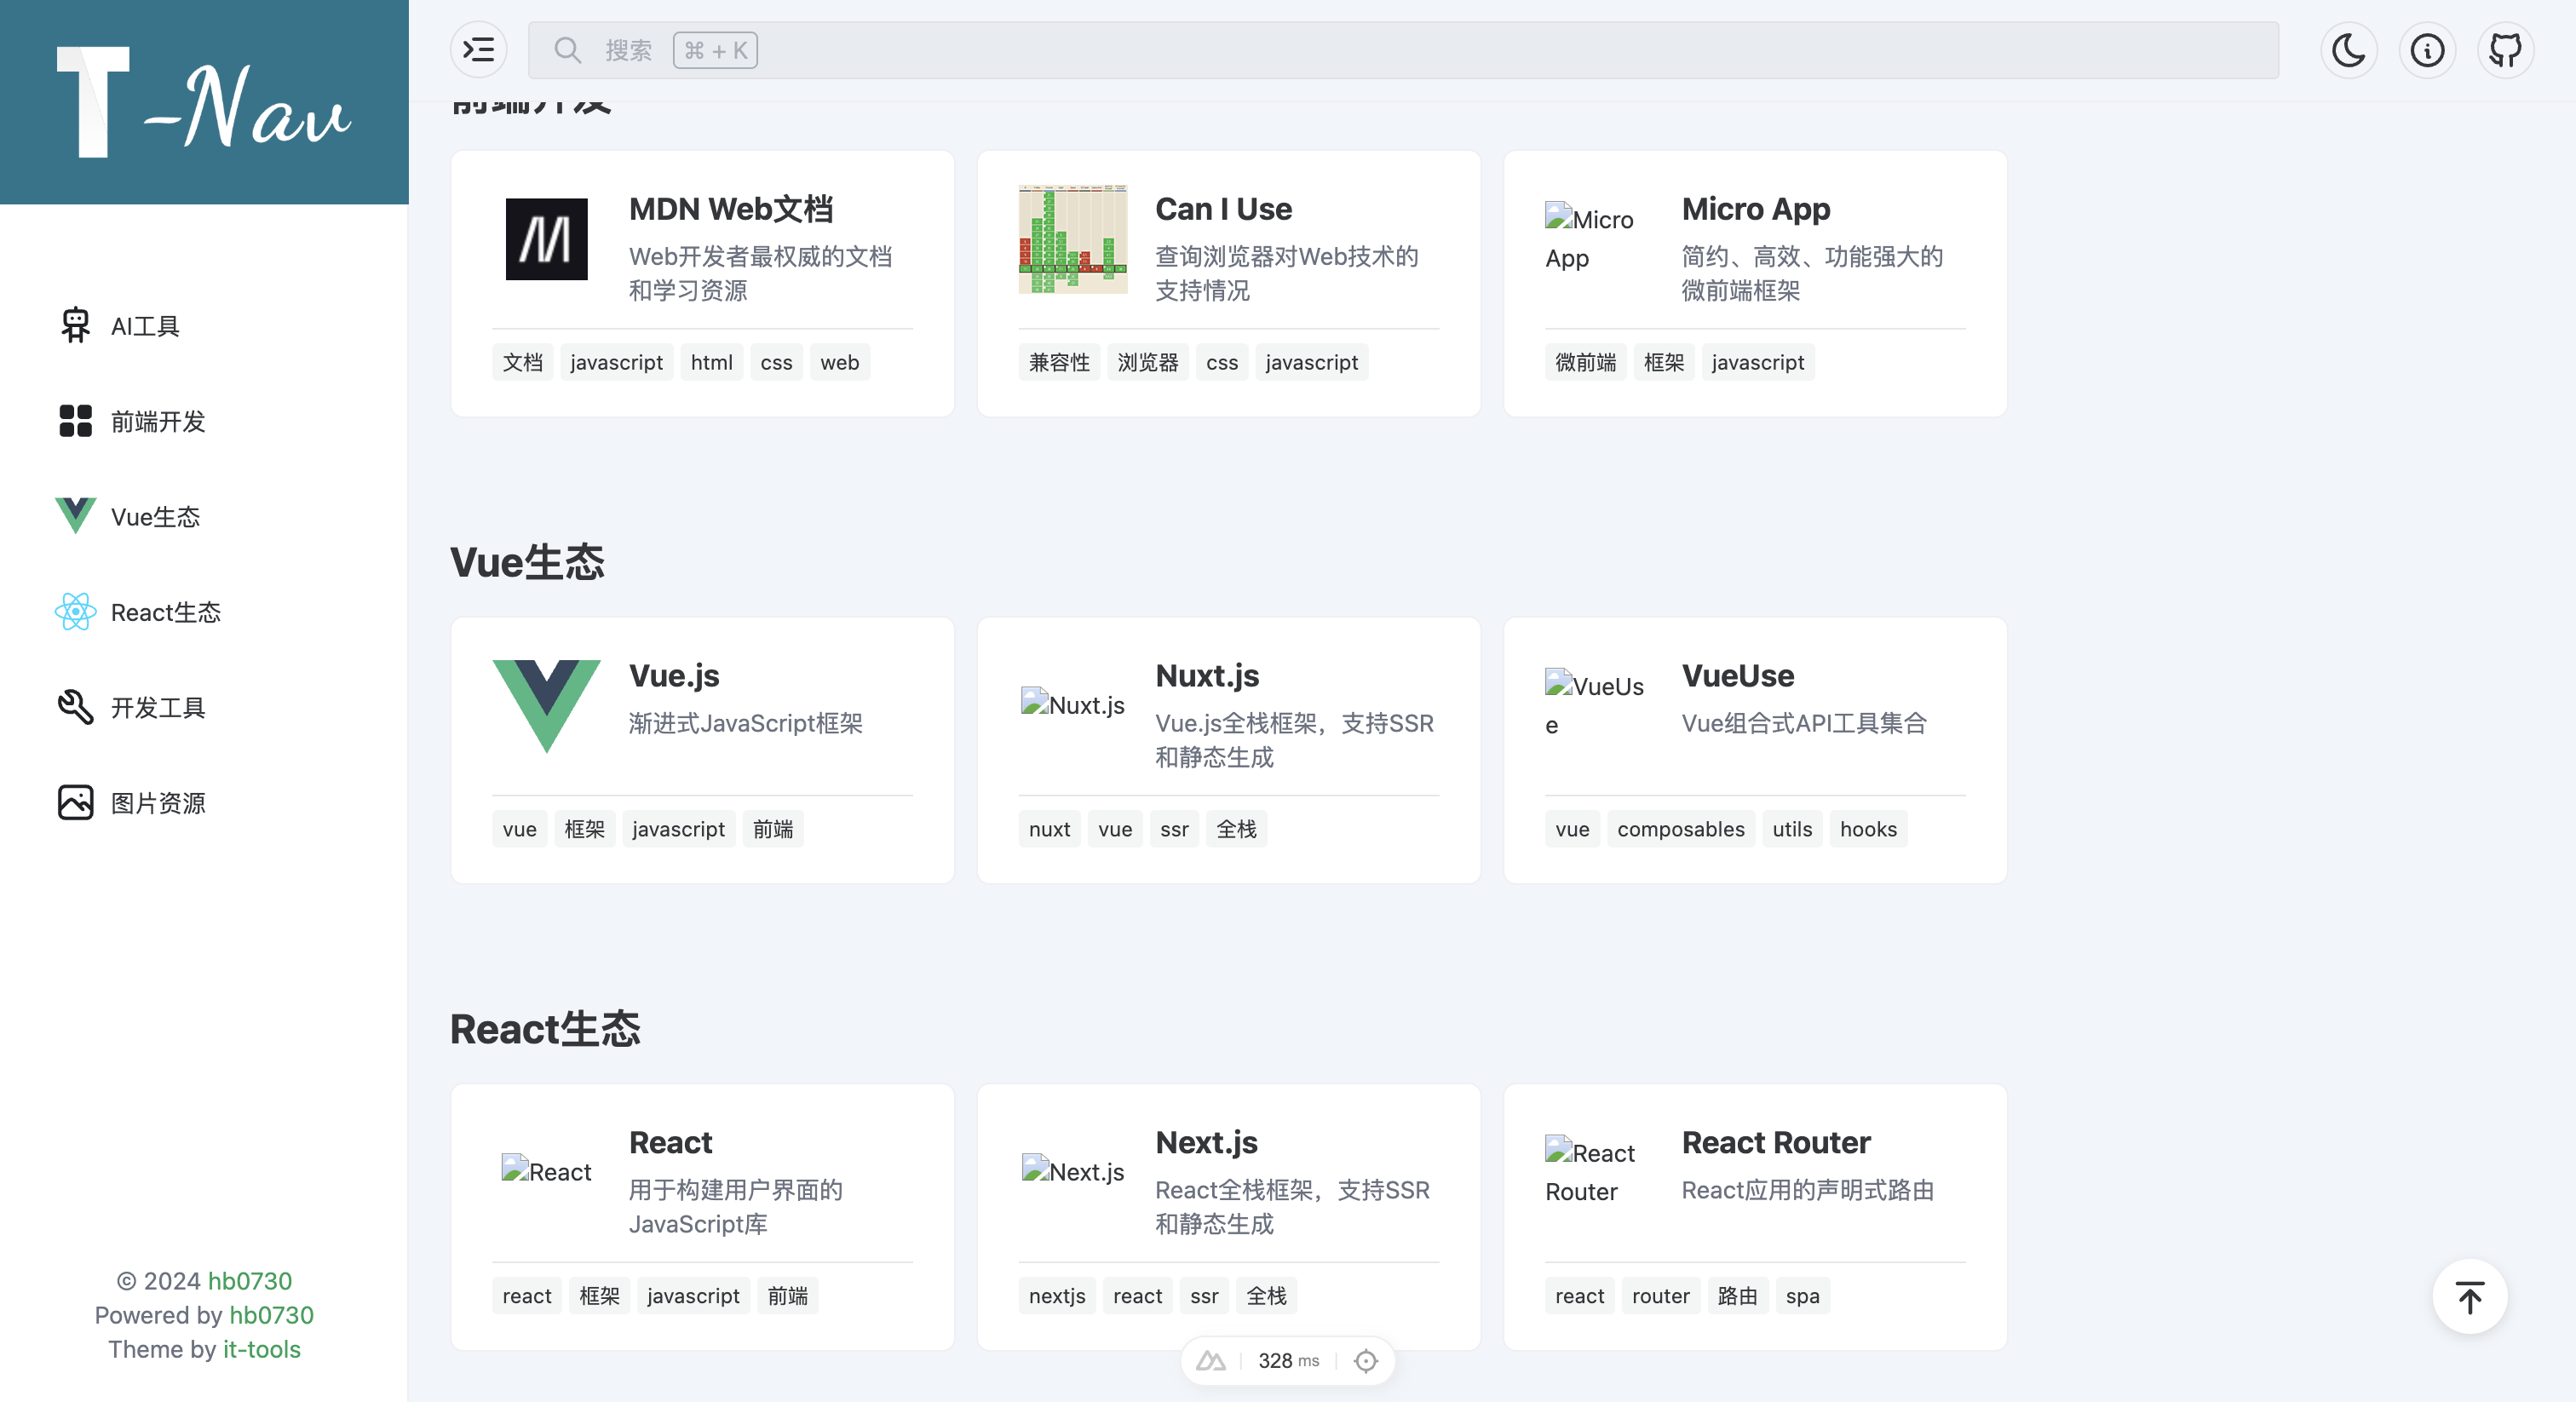 T-Nav
搜索 ⌘ + K
AI工具
前端开发
Vue生态
React生态
开发工具
图片资源
© 2024 hb0730
Powered by hb0730
Theme by it-tools
前端开发
MDN Web文档
Web开发者最权威的文档
和学习资源
文档 javascript html css web
Can I Use
查询浏览器对Web技术的
支持情况
兼容性 浏览器 css javascript
Micro
App
Micro App
简约、高效、功能强大的
微前端框架
微前端 框架 javascript
Vue生态
Vue.js
渐进式JavaScript框架
vue 框架 javascript 前端
Nuxt.js
Nuxt.js
Vue.js全栈框架，支持SSR
和静态生成
nuxt vue ssr 全栈
VueUs
e
VueUse
Vue组合式API工具集合
vue composables utils hooks
React生态
React
React
用于构建用户界面的
JavaScript库
react 框架 javascript 前端
Next.js
Next.js
React全栈框架，支持SSR
和静态生成
nextjs react ssr 全栈
React
Router
React Router
React应用的声明式路由
react router 路由 spa
328 ms